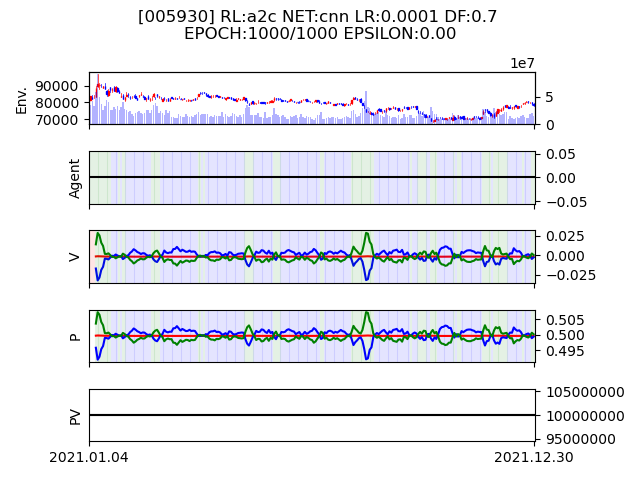 [005930] RL:a2c NET:cnn LR:0.0001 DF:0.7
EPOCH:1000/1000 EPSILON:0.00
1e7
Env.
90000
80000
70000
5
0
Agent
0.05
0.00
−0.05
V
0.025
0.000
−0.025
P
0.505
0.500
0.495
PV
105000000
100000000
95000000
2021.01.04
2021.12.30